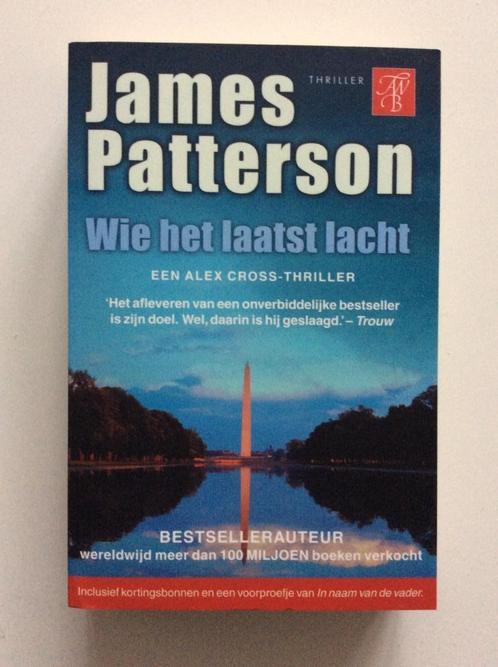 James
Patterson
THRILLER
AWB
Wie het laatst lacht
EEN ALEX CROSS-THRILLER
‘Het afleveren van een onverbiddelijke bestseller
is zijn doel. Wel, daarin is hij geslaagd.’ – Trouw
BESTSELLERAUTEUR
wereldwijd meer dan 100 MILJOEN boeken verkocht
Inclusief kortingsbonnen en een voorproefje van In naam van de vader.